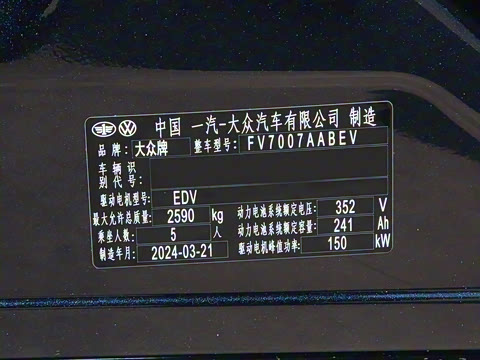 中国 一汽-大众汽车有限公司 制造
品牌: 大众牌 整车型号: FV7007AABEV
车辆识
别代号:
驱动电机型号: EDV
最大允许总质量: 2590 kg 动力电池系统额定电压: 352 V
乘坐人数: 5 人 动力电池系统额定容量: 241 Ah
制造年月: 2024-03-21 驱动电机峰值功率: 150 kW